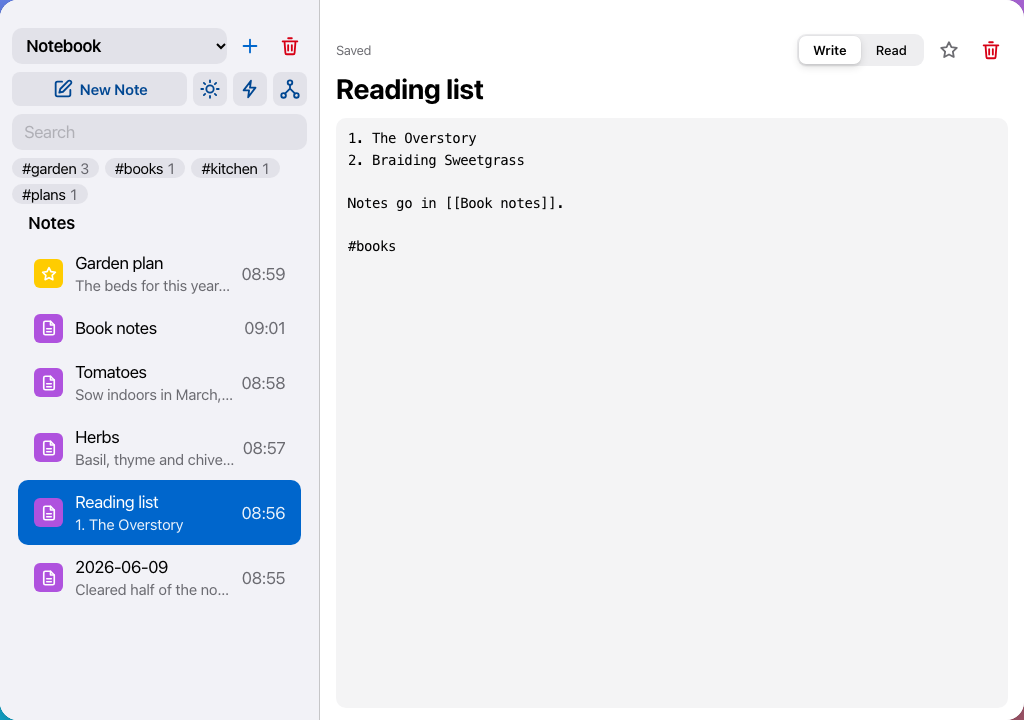 Notebook
New Note
Search
#garden 3
#books 1
#kitchen 1
#plans 1
Notes
Garden plan
The beds for this year...
08:59
Book notes
09:01
Tomatoes
Sow indoors in March,...
08:58
Herbs
Basil, thyme and chive...
08:57
Reading list
1. The Overstory
08:56
2026-06-09
Cleared half of the no...
08:55
Saved
Write
Read
Reading list
1. The Overstory
2. Braiding Sweetgrass
Notes go in [[Book notes]].
#books